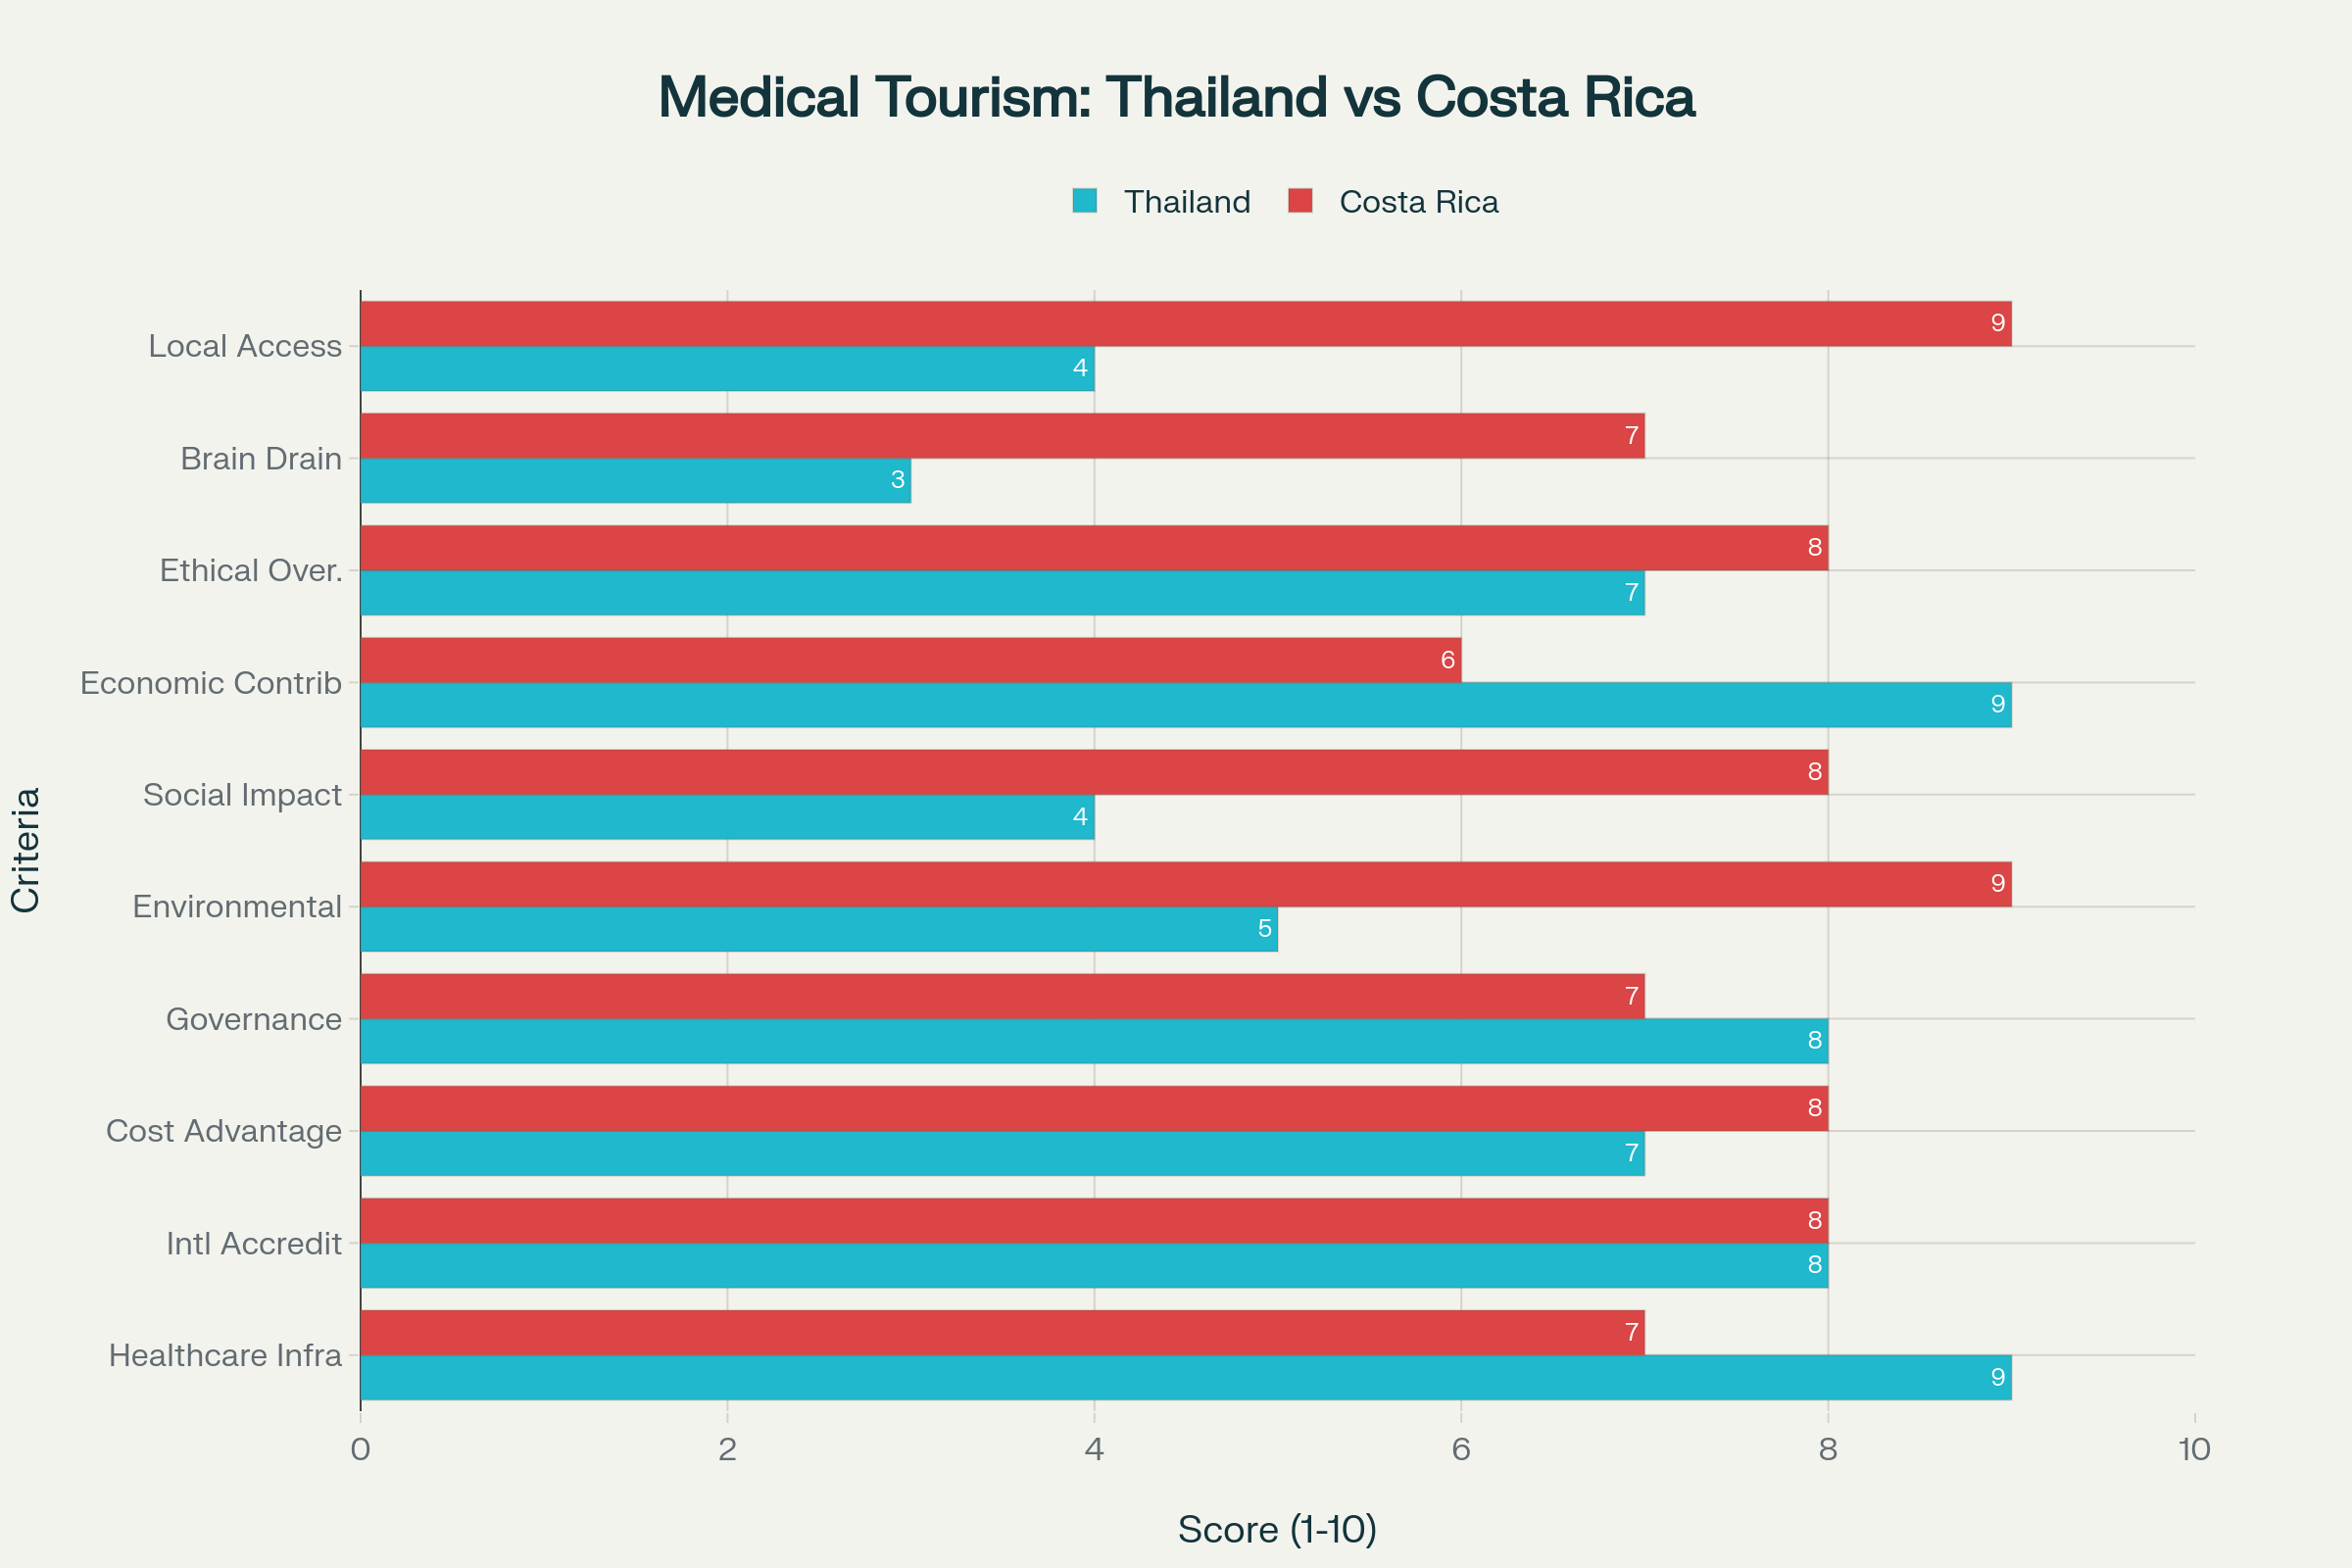 Medical Tourism: Thailand vs Costa Rica
Thailand
Costa Rica
Criteria
Local Access
9
4
Brain Drain
7
3
Ethical Over.
8
7
Economic Contrib
6
9
Social Impact
8
4
Environmental
9
5
Governance
7
8
Cost Advantage
8
7
Intl Accredit
8
8
Healthcare Infra
7
9
0
2
4
6
8
10
Score (1-10)